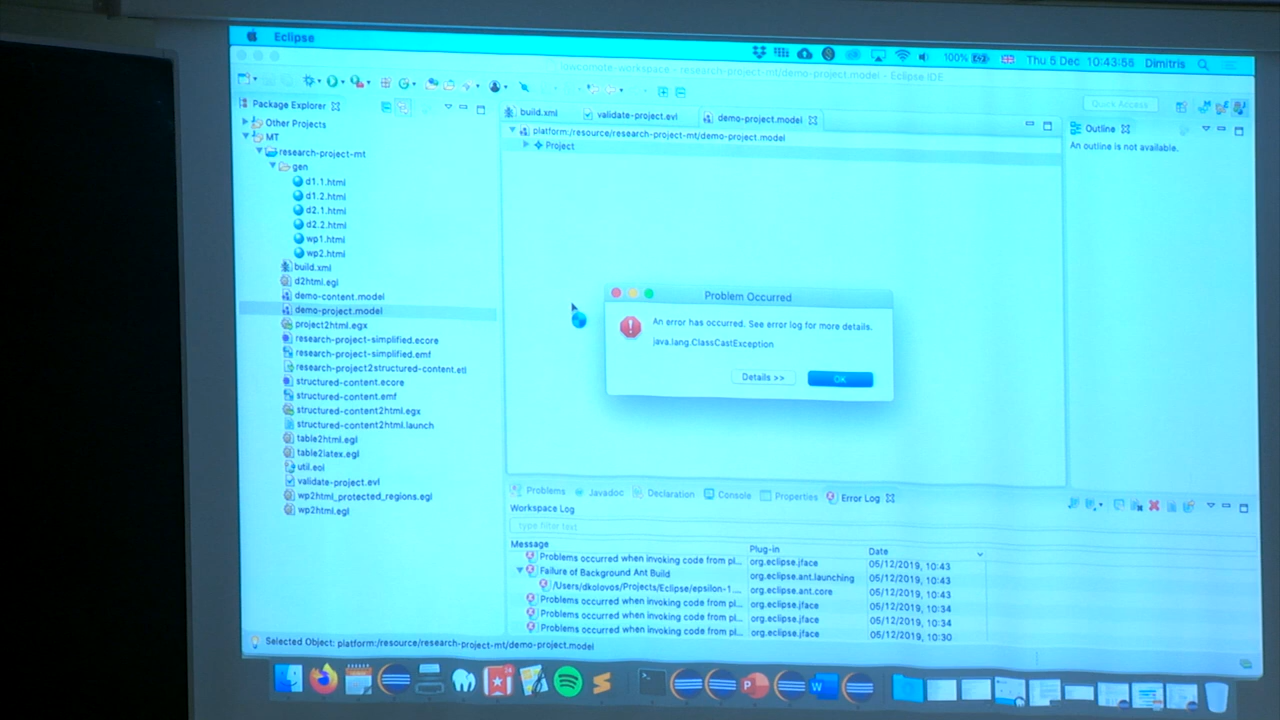 Eclipse
100%
Thu 5 Dec 10:43:56 Dimitris
lowcomote-workspace - research-project-mt/demo-project.model - Eclipse IDE
Quick Access
Package Explorer
Other Projects
MT
research-project-mt
gen
d1.1.html
d1.2.html
d2.1.html
d2.2.html
wp1.html
wp2.html
build.xml
d2html.egl
demo-content.model
demo-project.model
project2html.egx
research-project-simplified.ecore
research-project-simplified.emf
research-project2structured-content.etl
structured-content.ecore
structured-content.emf
structured-content2html.egx
structured-content2html.launch
table2html.egl
table2latex.egl
util.eol
validate-project.evl
wp2html_protected_regions.egl
wp2html.egl
build.xml validate-project.evl demo-project.model
platform:/resource/research-project-mt/demo-project.model
Project
Outline
An outline is not available.
Problem Occurred
An error has occurred. See error log for more details.
java.lang.ClassCastException
Details >> OK
Problems Javadoc Declaration Console Properties Error Log
Workspace Log
type filter text
Message Plug-in Date
Problems occurred when invoking code from pl... org.eclipse.jface 05/12/2019, 10:43
Failure of Background Ant Build org.eclipse.ant.launching 05/12/2019, 10:43
/Users/dkolovos/Projects/Eclipse/epsilon-1.... org.eclipse.ant.core 05/12/2019, 10:43
Problems occurred when invoking code from pl... org.eclipse.jface 05/12/2019, 10:34
Problems occurred when invoking code from pl... org.eclipse.jface 05/12/2019, 10:34
Problems occurred when invoking code from pl... org.eclipse.jface 05/12/2019, 10:30
Selected Object: platform:/resource/research-project-mt/demo-project.model